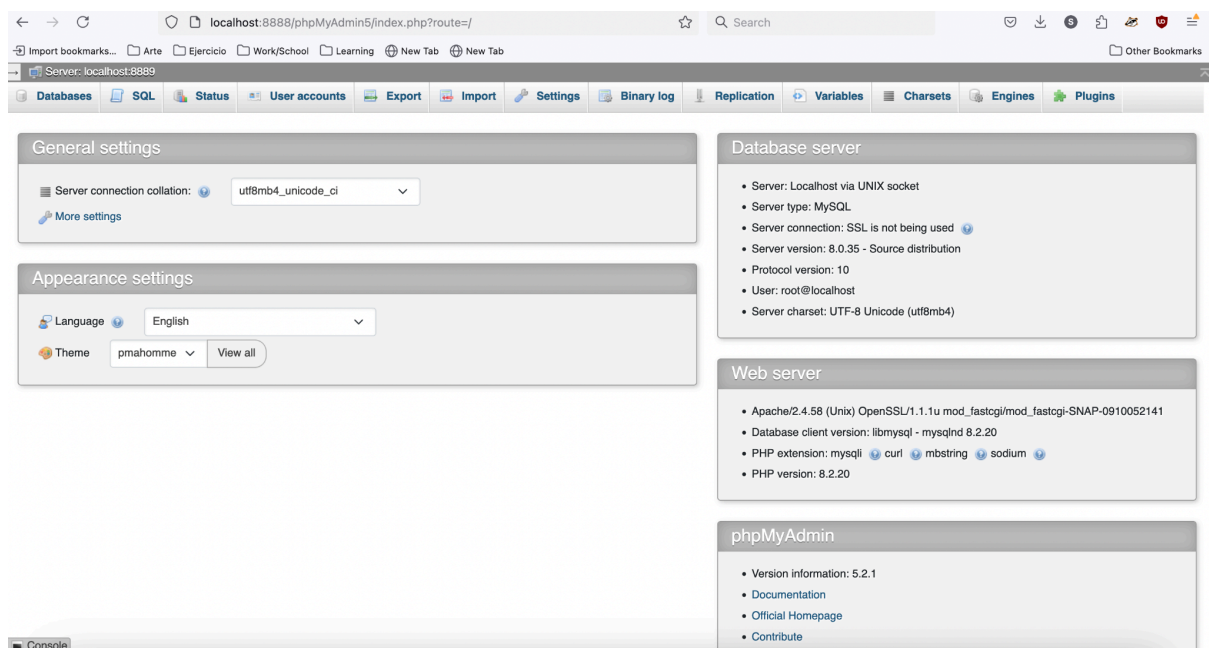 localhost:8888/phpMyAdmin5/index.php?route=/
Search
S
Import bookmarks... Arte Ejercicio Work/School Learning New Tab New Tab Other Bookmarks
Server: localhost:8889
Databases SQL Status User accounts Export Import Settings Binary log Replication Variables Charsets Engines Plugins
General settings
Server connection collation: utf8mb4_unicode_ci
More settings
Appearance settings
Language English
Theme pmahomme View all
Database server
• Server: Localhost via UNIX socket
• Server type: MySQL
• Server connection: SSL is not being used
• Server version: 8.0.35 - Source distribution
• Protocol version: 10
• User: root@localhost
• Server charset: UTF-8 Unicode (utf8mb4)
Web server
• Apache/2.4.58 (Unix) OpenSSL/1.1.1u mod_fastcgi/mod_fastcgi-SNAP-0910052141
• Database client version: libmysql - mysqlnd 8.2.20
• PHP extension: mysqli curl mbstring sodium
• PHP version: 8.2.20
phpMyAdmin
• Version information: 5.2.1
• Documentation
• Official Homepage
• Contribute
Console